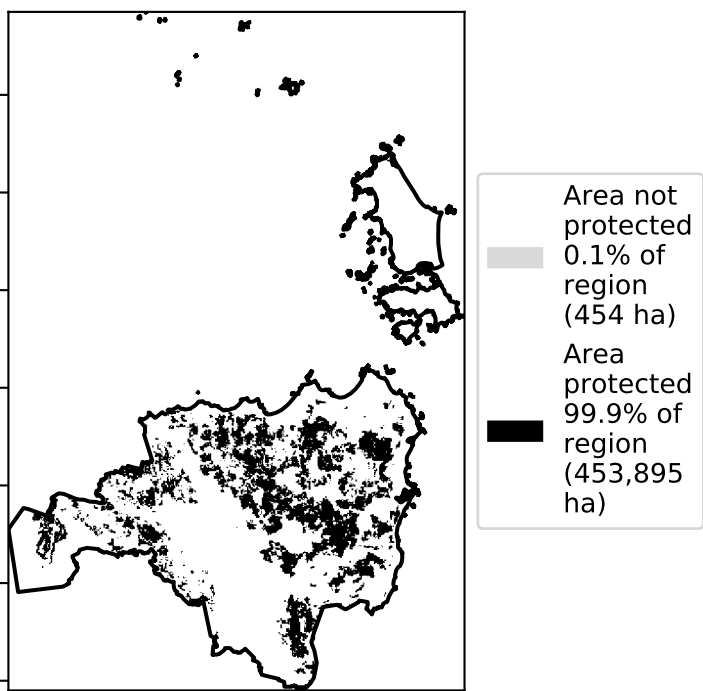 Area not
protected
0.1% of
region
(454 ha)
Area
protected
99.9% of
region
(453,895
ha)